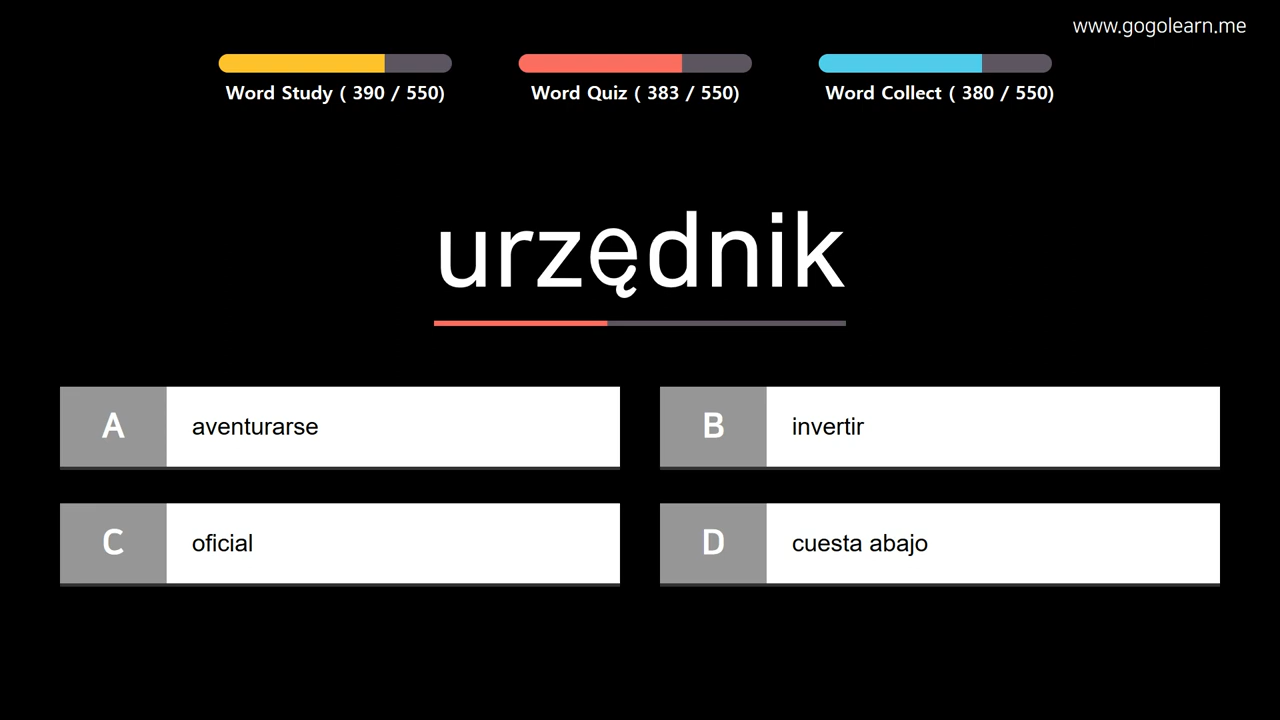 www.gogolearn.me
Word Study ( 390 / 550)
Word Quiz ( 383 / 550)
Word Collect ( 380 / 550)
urzędnik
A aventurarse
B invertir
C oficial
D cuesta abajo